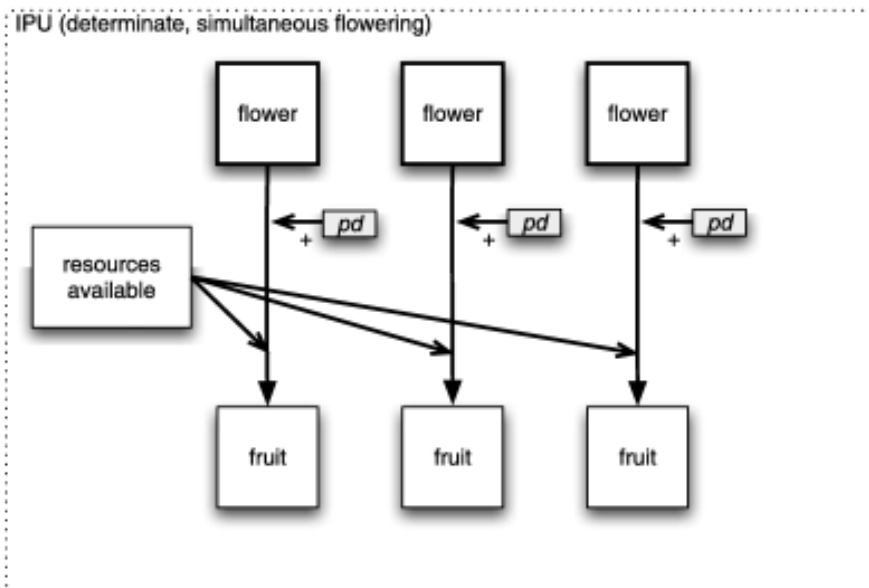 IPU (determinate, simultaneous flowering)
flower
flower
flower
pd
pd
pd
+
+
+
resources
available
fruit
fruit
fruit